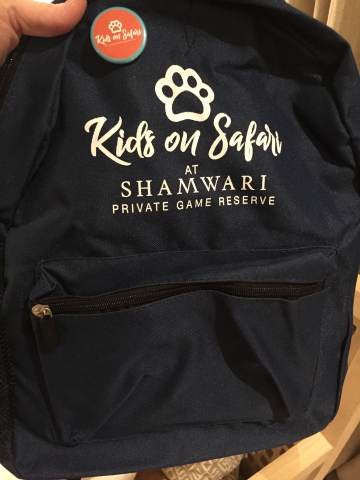 Kids on Safari
Kids on Safari
AT
SHAMWARI
PRIVATE GAME RESERVE